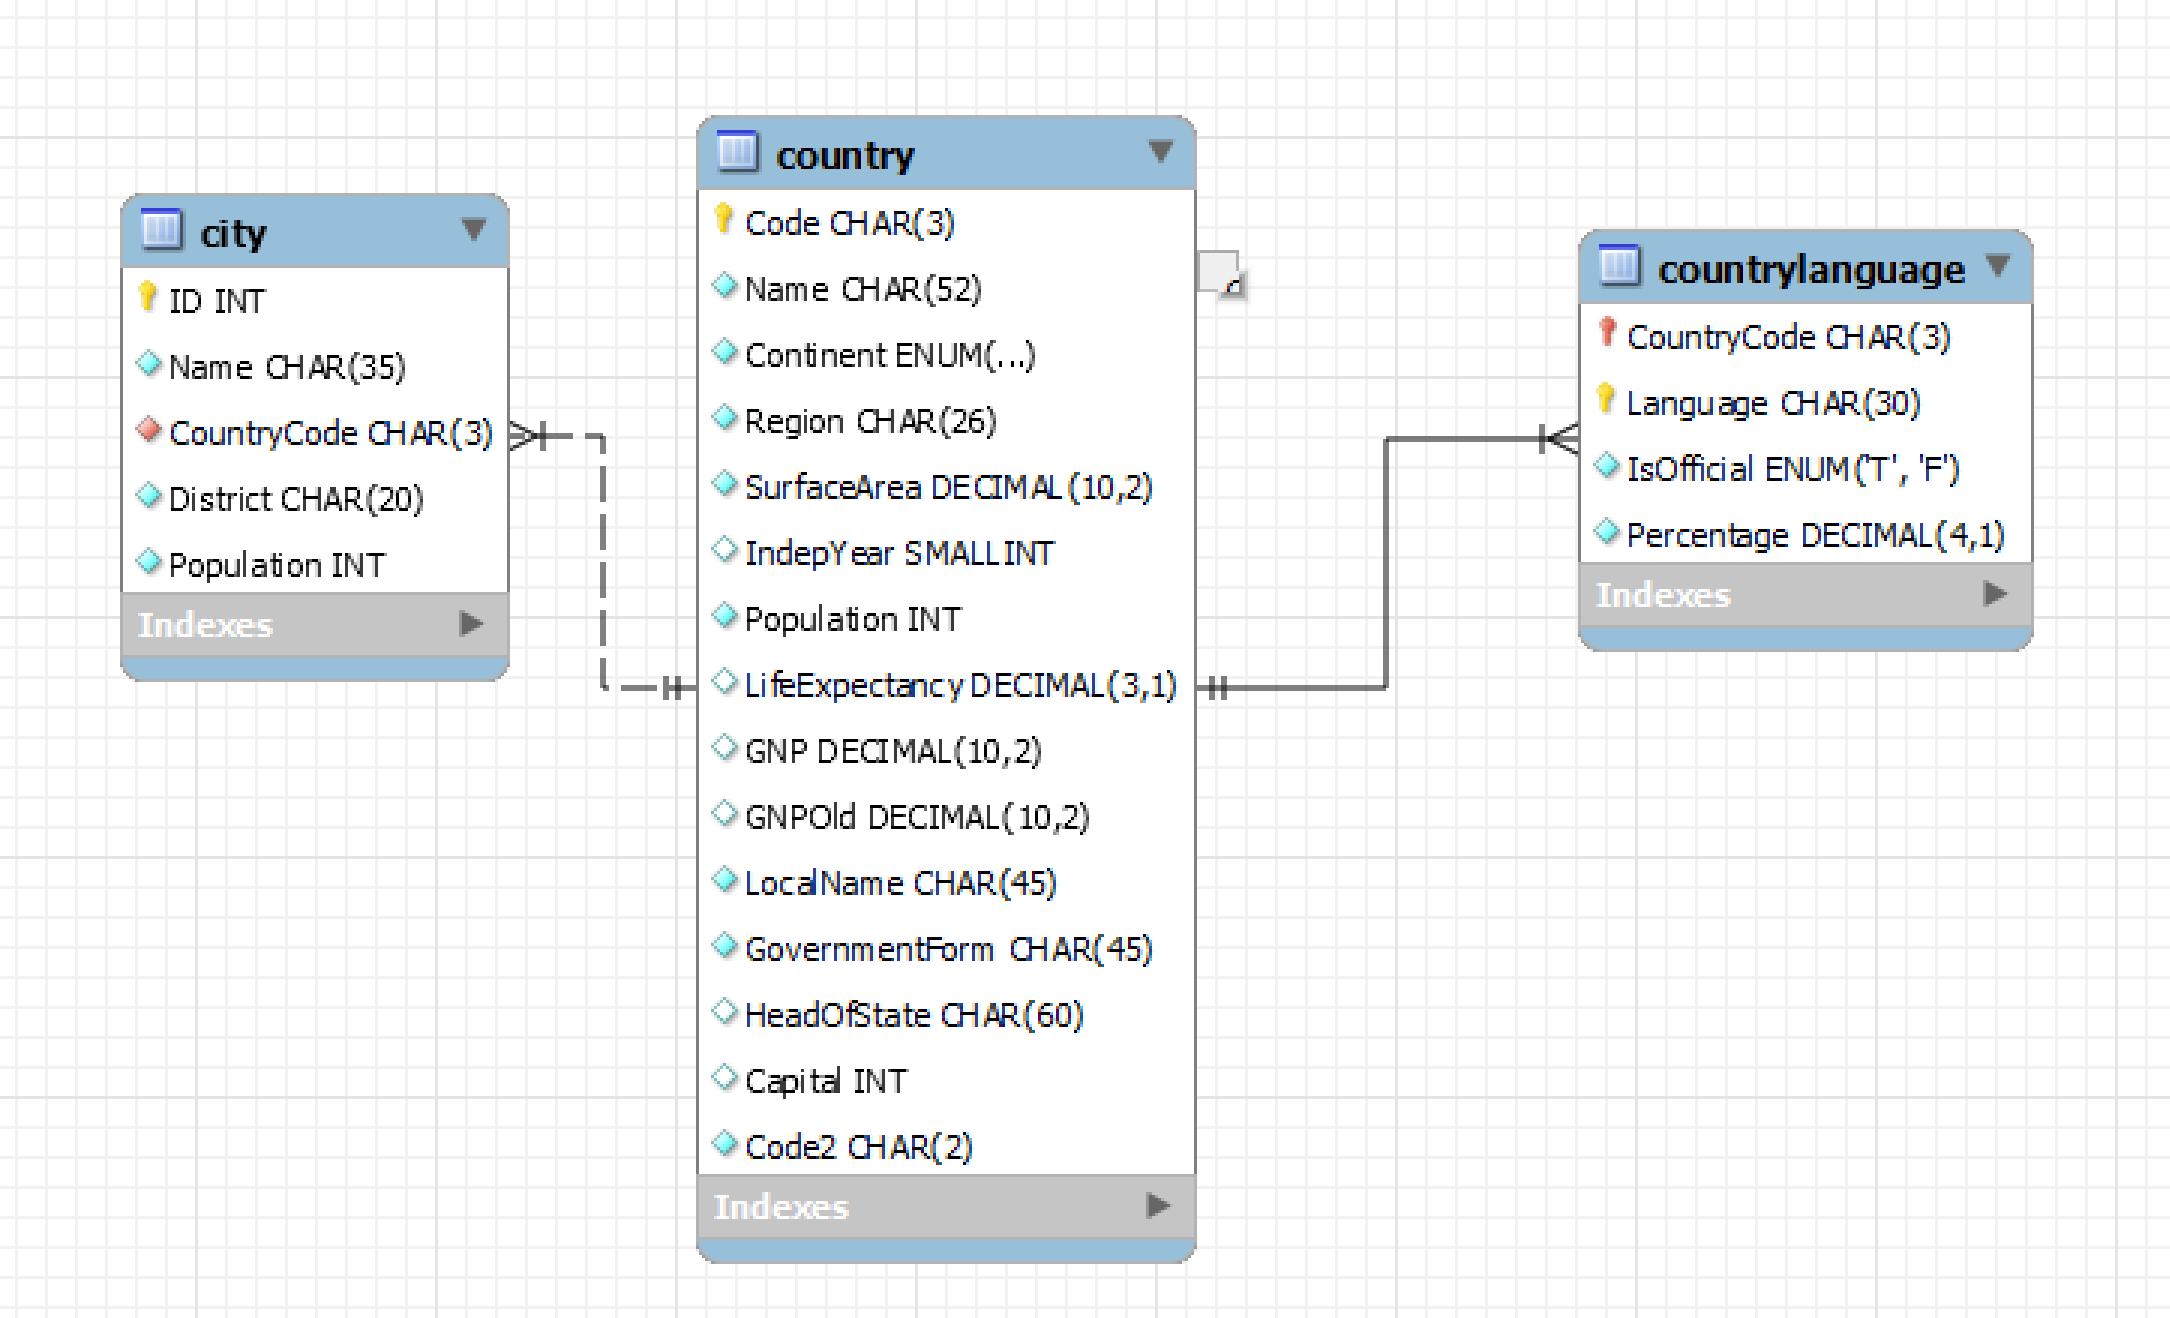 city
ID INT
Name CHAR(35)
CountryCode CHAR(3)
District CHAR(20)
Population INT
Indexes
country
Code CHAR(3)
Name CHAR(52)
Continent ENUM(...)
Region CHAR(26)
SurfaceArea DECIMAL(10,2)
IndepYear SMALLINT
Population INT
LifeExpectancy DECIMAL(3,1)
GNP DECIMAL(10,2)
GNPOld DECIMAL(10,2)
LocalName CHAR(45)
GovernmentForm CHAR(45)
HeadOfState CHAR(60)
Capital INT
Code2 CHAR(2)
Indexes
countrylanguage
CountryCode CHAR(3)
Language CHAR(30)
IsOfficial ENUM('T', 'F')
Percentage DECIMAL(4,1)
Indexes